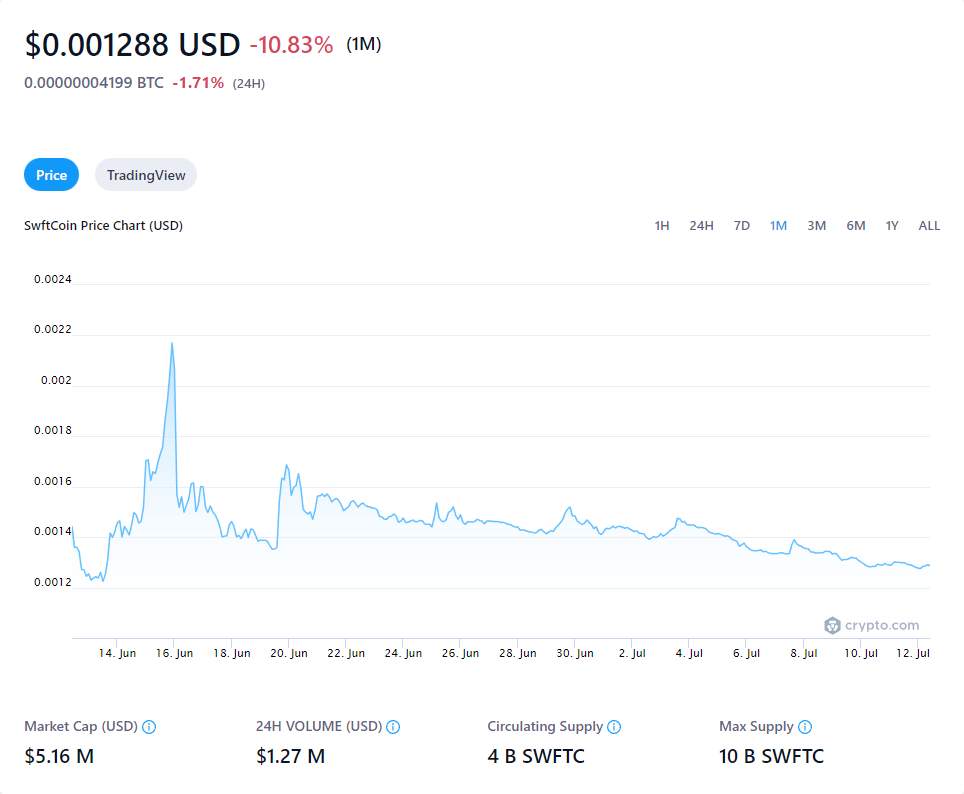 $0.001288 USD -10.83% (1M)
0.00000004199 BTC -1.71% (24H)
Price TradingView
SwftCoin Price Chart (USD) 1H 24H 7D 1M 3M 6M 1Y ALL
0.0024
0.0022
0.002
0.0018
0.0016
0.0014
0.0012
crypto.com
14. Jun 16. Jun 18. Jun 20. Jun 22. Jun 24. Jun 26. Jun 28. Jun 30. Jun 2. Jul 4. Jul 6. Jul 8. Jul 10. Jul 12. Jul
Market Cap (USD) 24H VOLUME (USD) Circulating Supply Max Supply
$5.16 M $1.27 M 4 B SWFTC 10 B SWFTC